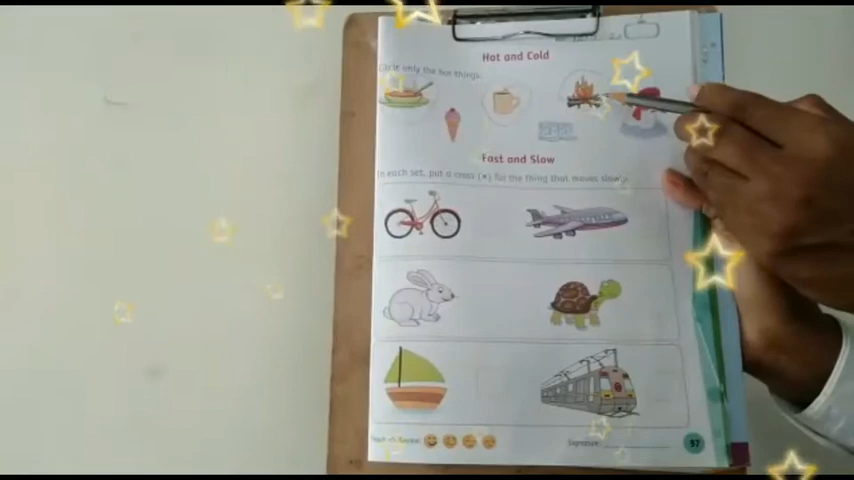 Hot and Cold
Circle only the hot things.
Fast and Slow
In each set, put a cross (×) for the thing that moves slowly.
Signature:
97